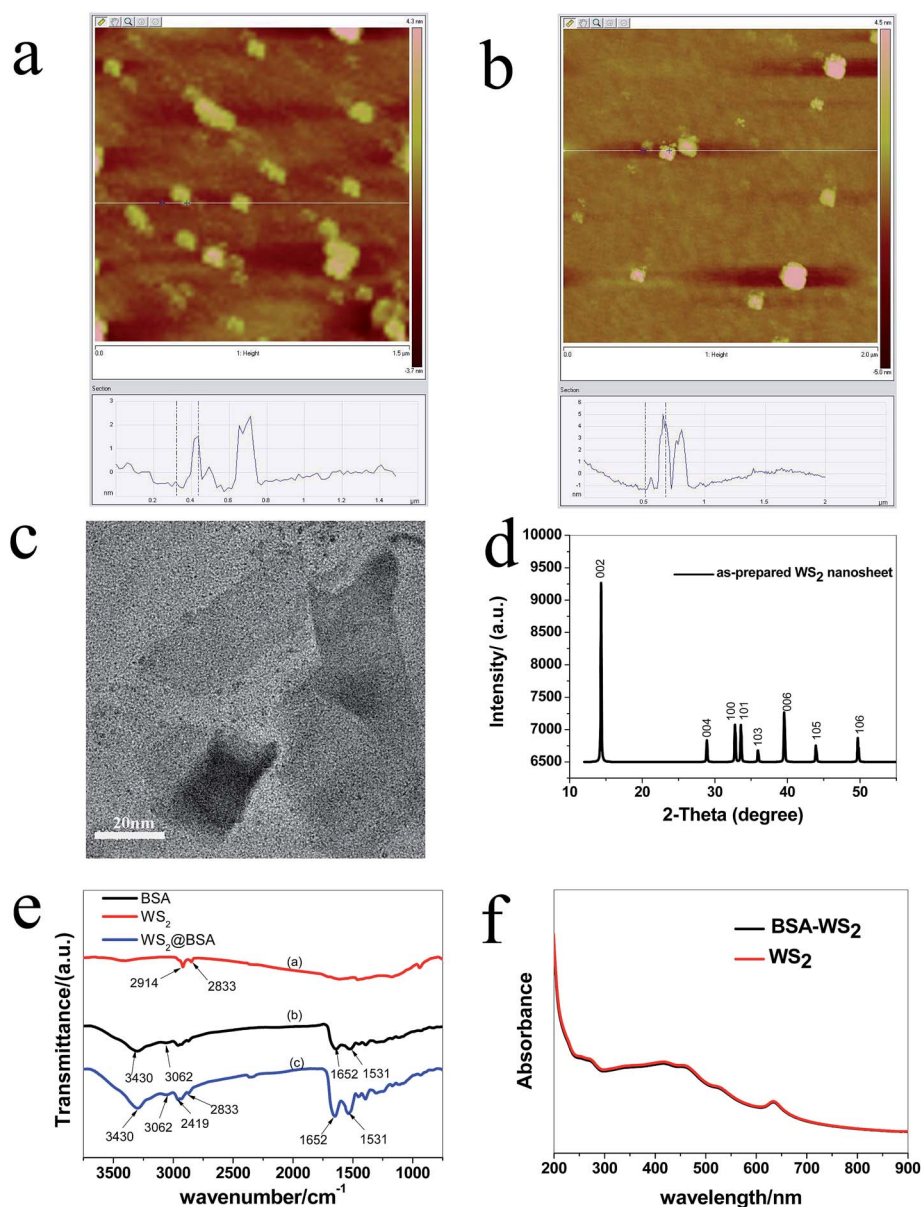 a
4.3 nm
-3.7 nm
0.0
1: Height
1.5 µm
Section
3
2
1
0
nm
0.2
0.4
0.6
0.8
1.0
1.2
1.4
µm
b
4.5 nm
-5.0 nm
0.0
1: Height
2.0 µm
Section
6
5
4
3
2
1
0
-1
nm
0.5
1
1.5
2
µm
c
20nm
d
as-prepared WS2 nanosheet
Intensity/ (a.u.)
10000
9500
9000
8500
8000
7500
7000
6500
002
004
100
101
103
006
105
106
10
20
30
40
50
2-Theta (degree)
e
BSA
WS2
WS2@BSA
Transmittance/(a.u.)
(a)
2914
2833
(b)
3430
3062
1652
1531
(c)
3430
3062
2419
2833
1652
1531
3500
3000
2500
2000
1500
1000
wavenumber/cm-1
f
BSA-WS2
WS2
Absorbance
200
300
400
500
600
700
800
900
wavelength/nm